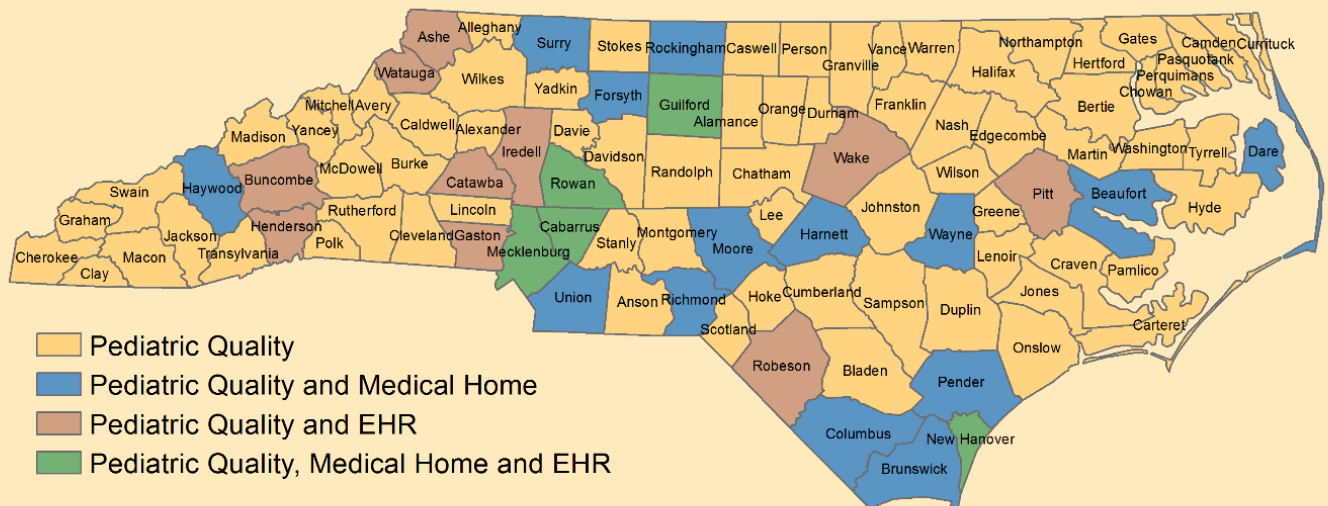 Ashe
Alleghany
Surry
Stokes
Rockingham
Caswell
Person
Granville
Vance
Warren
Northampton
Gates
Camden
Currituck
Halifax
Hertford
Pasquotank
Perquimans
Chowan
Watauga
Wilkes
Yadkin
Forsyth
Guilford
Alamance
Orange
Durham
Franklin
Nash
Edgecombe
Bertie
Martin
Washington
Tyrrell
Dare
Mitchell
Avery
Yancey
Madison
Caldwell
Alexander
Iredell
Davie
Davidson
Randolph
Chatham
Wake
Wilson
Pitt
Beaufort
Hyde
McDowell
Burke
Catawba
Rowan
Haywood
Buncombe
Swain
Graham
Cherokee
Clay
Macon
Jackson
Transylvania
Henderson
Rutherford
Polk
Cleveland
Lincoln
Gaston
Mecklenburg
Cabarrus
Stanly
Montgomery
Moore
Lee
Harnett
Johnston
Wayne
Greene
Lenoir
Craven
Pamlico
Jones
Carteret
Union
Anson
Richmond
Scotland
Hoke
Cumberland
Sampson
Duplin
Onslow
Robeson
Bladen
Pender
Columbus
New Hanover
Brunswick
Pediatric Quality
Pediatric Quality and Medical Home
Pediatric Quality and EHR
Pediatric Quality, Medical Home and EHR